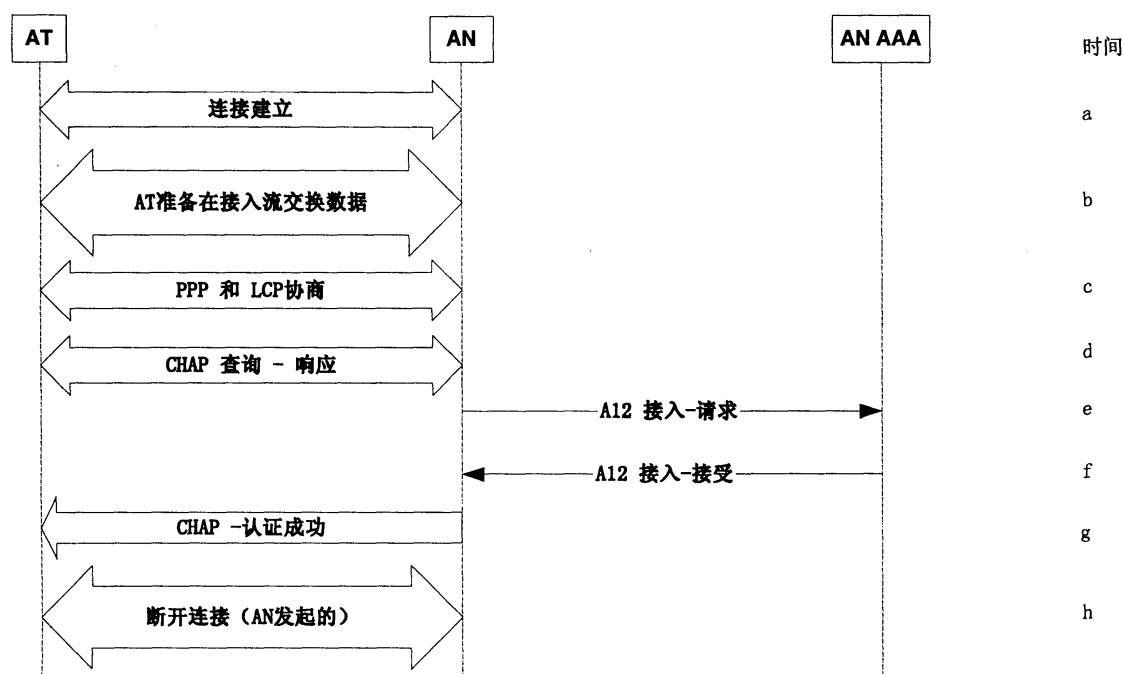 AT AN AN AAA 时间
连接建立 a
AT准备在接入流交换数据 b
PPP 和 LCP协商 c
CHAP 查询 - 响应 d
A12 接入-请求 e
A12 接入-接受 f
CHAP -认证成功 g
断开连接（AN发起的） h